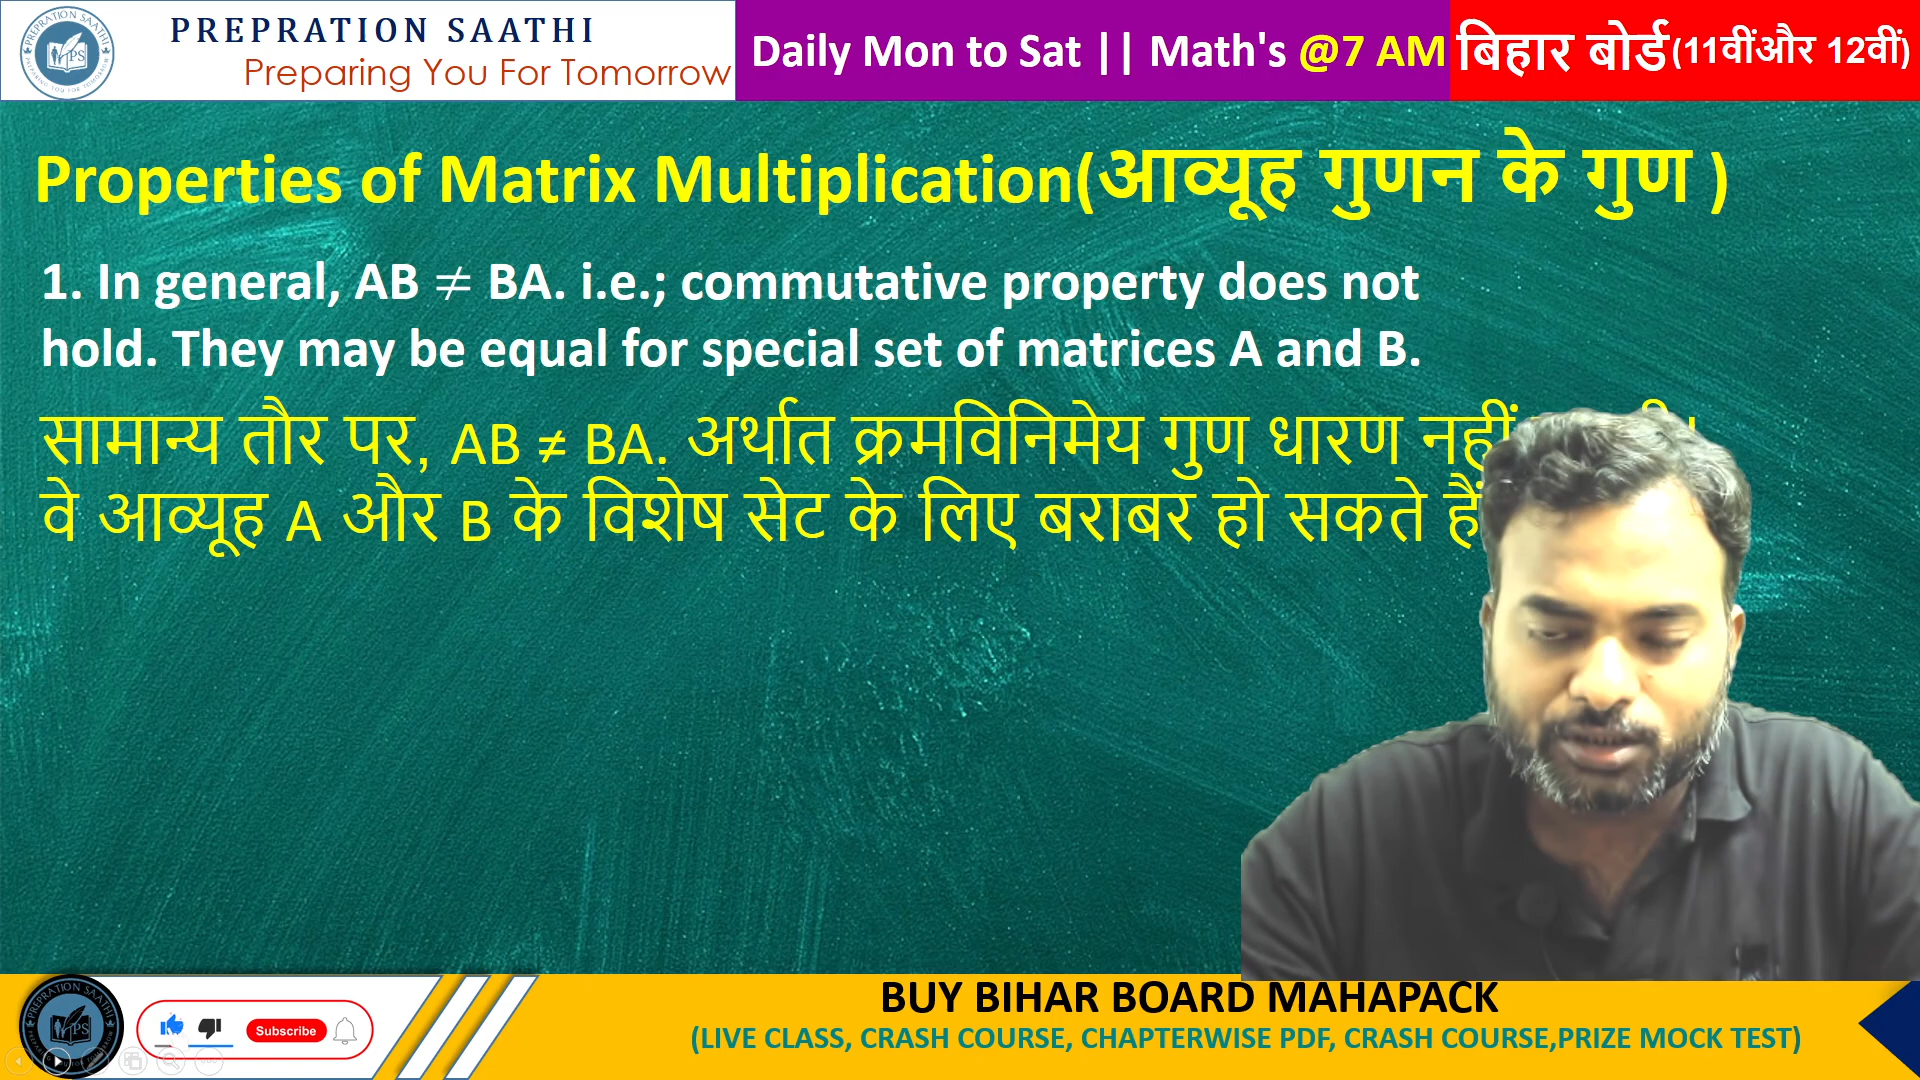 PREPRATION SAATHI
Preparing You For Tomorrow
Daily Mon to Sat || Math's @7 AM
बिहार बोर्ड(11वींऔर 12वीं)
Properties of Matrix Multiplication(आव्यूह गुणन के गुण )
1. In general, AB ≠ BA. i.e.; commutative property does not
hold. They may be equal for special set of matrices A and B.
सामान्य तौर पर, AB ≠ BA. अर्थात क्रमविनिमेय गुण धारण नहीं
वे आव्यूह A और B के विशेष सेट के लिए बराबर हो सकते हैं
Subscribe
BUY BIHAR BOARD MAHAPACK
(LIVE CLASS, CRASH COURSE, CHAPTERWISE PDF, CRASH COURSE,PRIZE MOCK TEST)